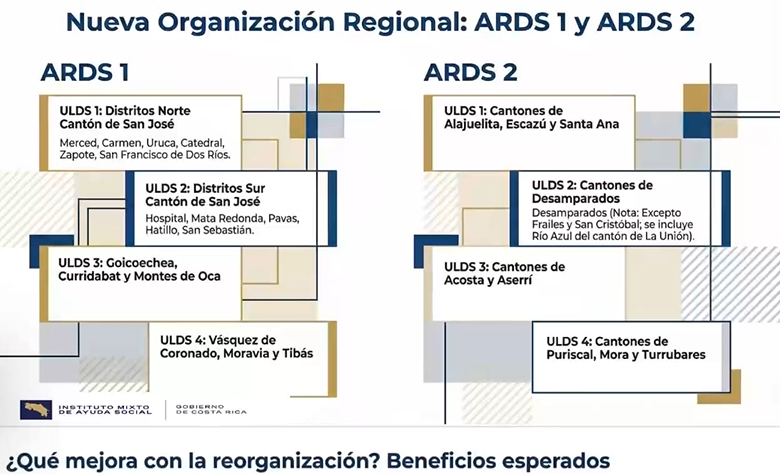 Nueva Organización Regional: ARDS 1 y ARDS 2
ARDS 1
ULDS 1: Distritos Norte
Cantón de San José
Merced, Carmen, Uruca, Catedral,
Zapote, San Francisco de Dos Ríos.
ULDS 2: Distritos Sur
Cantón de San José
Hospital, Mata Redonda, Pavas,
Hatillo, San Sebastián.
ULDS 3: Goicoechea,
Curridabat y Montes de Oca
ULDS 4: Vásquez de
Coronado, Moravia y Tibás
ARDS 2
ULDS 1: Cantones de
Alajuelita, Escazú y Santa Ana
ULDS 2: Cantones de
Desamparados
Desamparados (Nota: Excepto
Frailes y San Cristóbal; se incluye
Río Azul del cantón de La Unión).
ULDS 3: Cantones de
Acosta y Aserrí
ULDS 4: Cantones de
Puriscal, Mora y Turrubares
INSTITUTO MIXTO
DE AYUDA SOCIAL
GOBIERNO
DE COSTA RICA
¿Qué mejora con la reorganización? Beneficios esperados